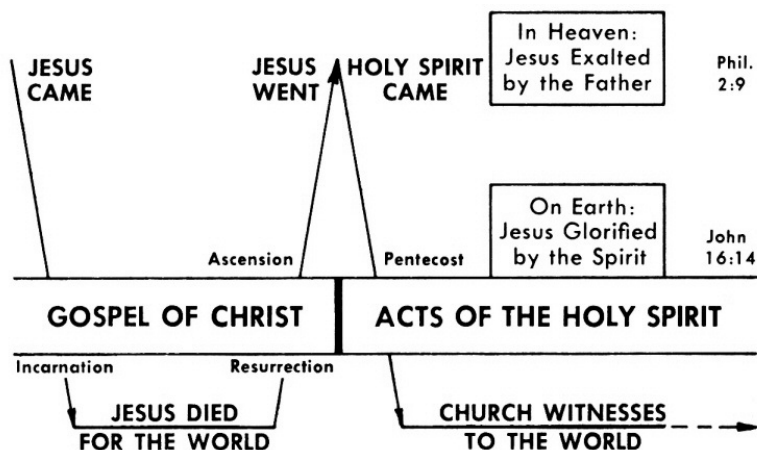 JESUS
CAME
JESUS
WENT
HOLY SPIRIT
CAME
In Heaven:
Jesus Exalted
by the Father
Phil.
2:9
On Earth:
Jesus Glorified
by the Spirit
John
16:14
Ascension
Pentecost
GOSPEL OF CHRIST
ACTS OF THE HOLY SPIRIT
Incarnation
Resurrection
JESUS DIED
FOR THE WORLD
CHURCH WITNESSES
TO THE WORLD